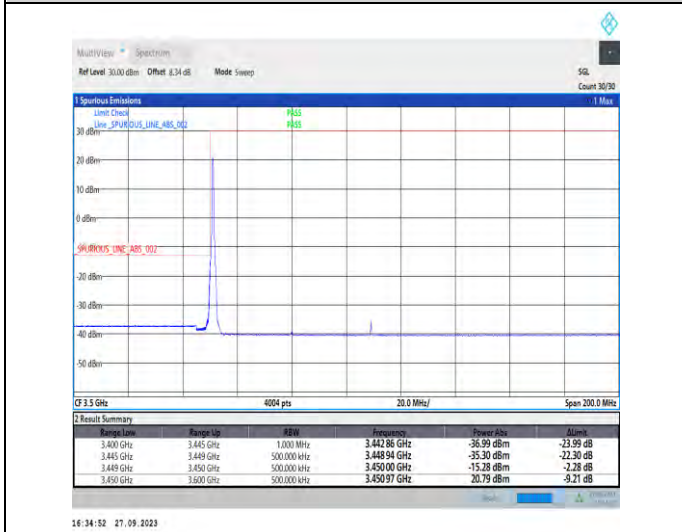 MultiView Spectrum
Ref Level 30.00 dBm Offset 8.34 dB Mode Sweep SGL
Count 30/30
1 Spurious Emissions 1 Max
Limit Check PASS
Line _SPURIOUS_LINE_ABS_002 PASS
30 dBm
20 dBm
10 dBm
0 dBm
_SPURIOUS_LINE_ABS_002
-20 dBm
-30 dBm
-40 dBm
-50 dBm
CF 3.5 GHz 4004 pts 20.0 MHz/ Span 200.0 MHz
2 Result Summary
Range Low Range Up RBW Frequency Power Abs ΔLimit
3.400 GHz 3.445 GHz 1.000 MHz 3.442 86 GHz -36.99 dBm -23.99 dB
3.445 GHz 3.449 GHz 500.000 kHz 3.448 94 GHz -35.30 dBm -22.30 dB
3.449 GHz 3.450 GHz 500.000 kHz 3.450 00 GHz -15.28 dBm -2.28 dB
3.450 GHz 3.600 GHz 500.000 kHz 3.450 97 GHz 20.79 dBm -9.21 dB
16:34:52 27.09.2023